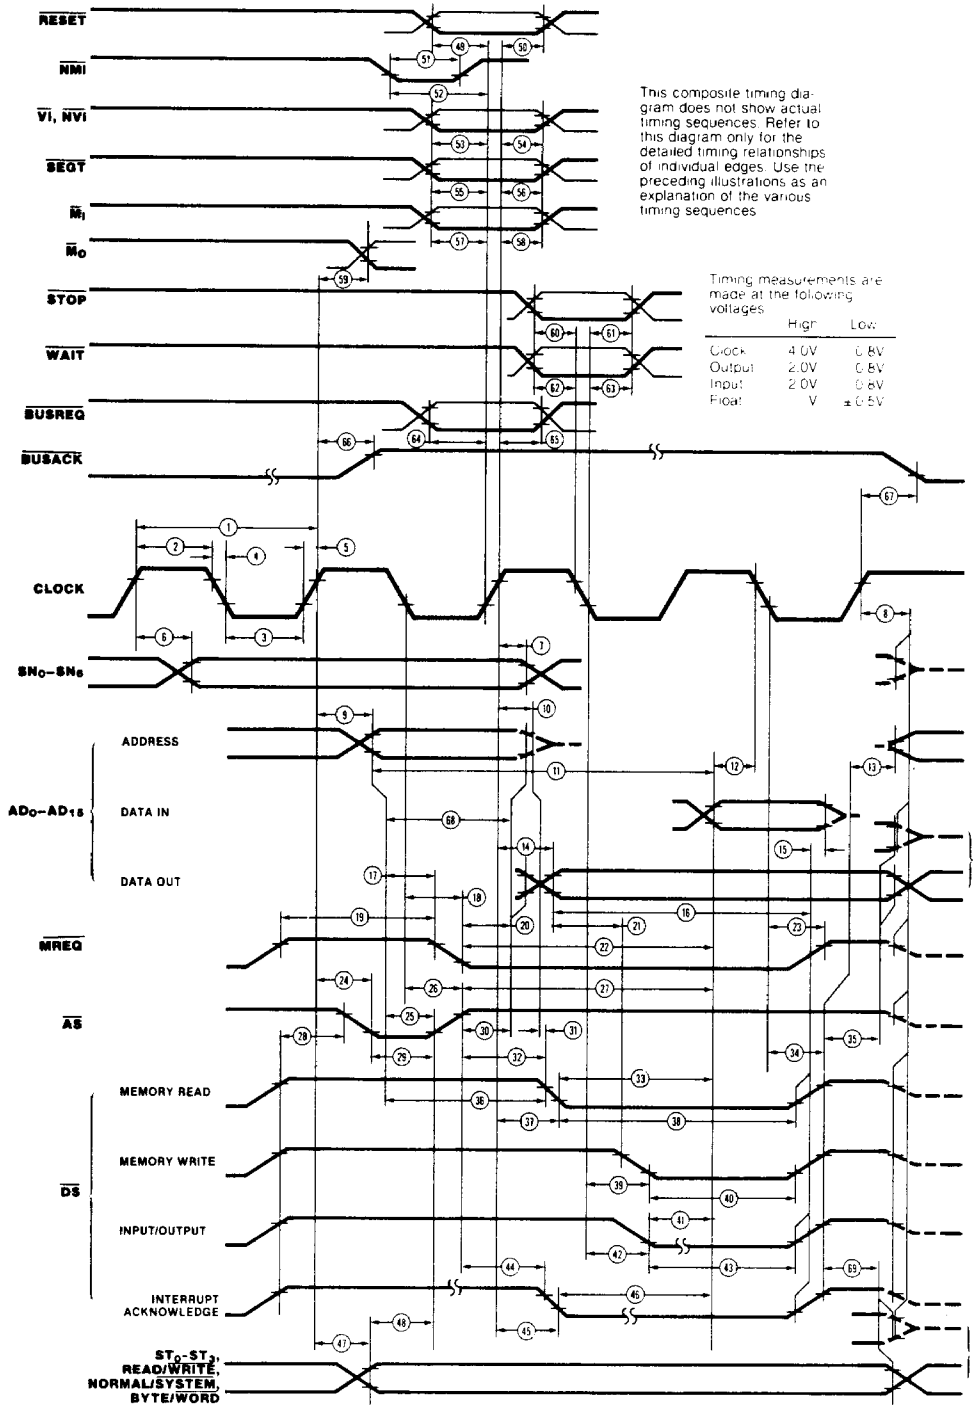 RESET
49
50
51
NMI
52
VI, NVI
53
54
SEGT
55
56
MI
57
58
MO
59
This composite timing dia-
gram does not show actual
timing sequences. Refer to
this diagram only for the
detailed timing relationships
of individual edges. Use the
preceding illustrations as an
explanation of the various
timing sequences
Timing measurements are
made at the following
voltages
High Low
Clock 4.0V 0.8V
Output 2.0V 0.8V
Input 2.0V 0.8V
Float V ± 0.5V
STOP
60
61
WAIT
62
63
BUSREQ
64
65
66
BUSACK
67
1
2
4
5
CLOCK
8
6
3
7
SN0–SN6
9
10
ADDRESS
11
12
13
AD0–AD15
DATA IN
68
14
15
17
DATA OUT
18
16
19
20
21
23
MREQ
22
24
26
27
AS
25
28
30
31
35
29
32
34
33
MEMORY READ
36
37
38
MEMORY WRITE
39
40
DS
41
INPUT/OUTPUT
42
43
44
69
46
INTERRUPT
ACKNOWLEDGE
45
48
47
ST0-ST3,
READ/WRITE,
NORMAL/SYSTEM,
BYTE/WORD